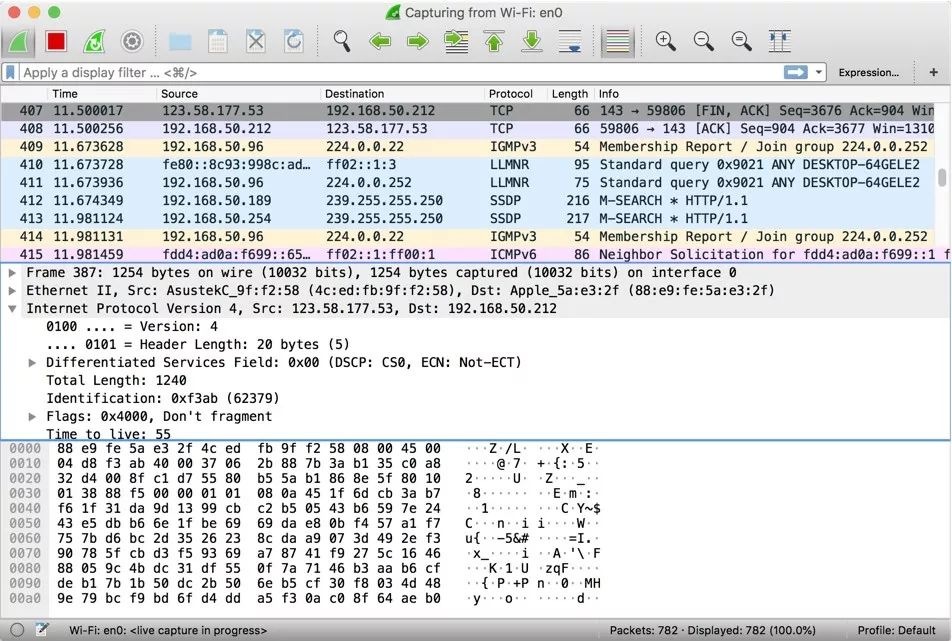 Capturing from Wi-Fi: en0
Apply a display filter ... <⌘/>
Expression... +
Time Source Destination Protocol Length Info
407 11.500017 123.58.177.53 192.168.50.212 TCP 66 143 → 59806 [FIN, ACK] Seq=3676 Ack=904 Win
408 11.500256 192.168.50.212 123.58.177.53 TCP 66 59806 → 143 [ACK] Seq=904 Ack=3677 Win=1310
409 11.673628 192.168.50.96 224.0.0.22 IGMPv3 54 Membership Report / Join group 224.0.0.252
410 11.673728 fe80::8c93:998c:ad… ff02::1:3 LLMNR 95 Standard query 0x9021 ANY DESKTOP-64GELE2
411 11.673936 192.168.50.96 224.0.0.252 LLMNR 75 Standard query 0x9021 ANY DESKTOP-64GELE2
412 11.674349 192.168.50.189 239.255.255.250 SSDP 216 M-SEARCH * HTTP/1.1
413 11.981124 192.168.50.254 239.255.255.250 SSDP 217 M-SEARCH * HTTP/1.1
414 11.981131 192.168.50.96 224.0.0.22 IGMPv3 54 Membership Report / Join group 224.0.0.252
415 11.981459 fdd4:ad0a:f699::65… ff02::1:ff00:1 ICMPv6 86 Neighbor Solicitation for fdd4:ad0a:f699::1 f
Frame 387: 1254 bytes on wire (10032 bits), 1254 bytes captured (10032 bits) on interface 0
Ethernet II, Src: AsustekC_9f:f2:58 (4c:ed:fb:9f:f2:58), Dst: Apple_5a:e3:2f (88:e9:fe:5a:e3:2f)
Internet Protocol Version 4, Src: 123.58.177.53, Dst: 192.168.50.212
0100 .... = Version: 4
.... 0101 = Header Length: 20 bytes (5)
Differentiated Services Field: 0x00 (DSCP: CS0, ECN: Not-ECT)
Total Length: 1240
Identification: 0xf3ab (62379)
Flags: 0x4000, Don't fragment
Time to live: 55
0000 88 e9 fe 5a e3 2f 4c ed fb 9f f2 58 08 00 45 00 ···Z·/L· ···X··E·
0010 04 d8 f3 ab 40 00 37 06 2b 88 7b 3a b1 35 c0 a8 ····@·7· +·{:·5··
0020 32 d4 00 8f c1 d7 55 80 b5 5a b1 86 8e 5f 80 10 2·····U· ·Z···_··
0030 01 38 88 f5 00 00 01 01 08 0a 45 1f 6d cb 3a b7 ·8······ ··E·m·:·
0040 f6 1f 31 da 9d 13 99 cb c2 b5 05 43 b6 59 7e 24 ··1····· ···C·Y~$
0050 43 e5 db b6 6e 1f be 69 69 da e8 0b f4 57 a1 f7 C···n··i i····W··
0060 75 7b d6 bc 2d 35 26 23 8c da a9 07 3d 49 2e f3 u{··-5&# ····=I.·
0070 90 78 5f cb d3 f5 93 69 a7 87 41 f9 27 5c 16 46 ·x_····i ··A·'\·F
0080 88 05 9c 4b dc 31 df 55 0f 7a 71 46 b3 aa b6 cf ···K·1·U ·zqF····
0090 de b1 7b 1b 50 dc 2b 50 6e b5 cf 30 f8 03 4d 48 ··{·P·+P n··0··MH
00a0 9e 79 bc f9 bd 6f d4 dd a5 f3 0a c0 8f 64 ae b0 ·y···o·· ·····d··
Wi-Fi: en0: <live capture in progress> Packets: 782 · Displayed: 782 (100.0%) Profile: Default